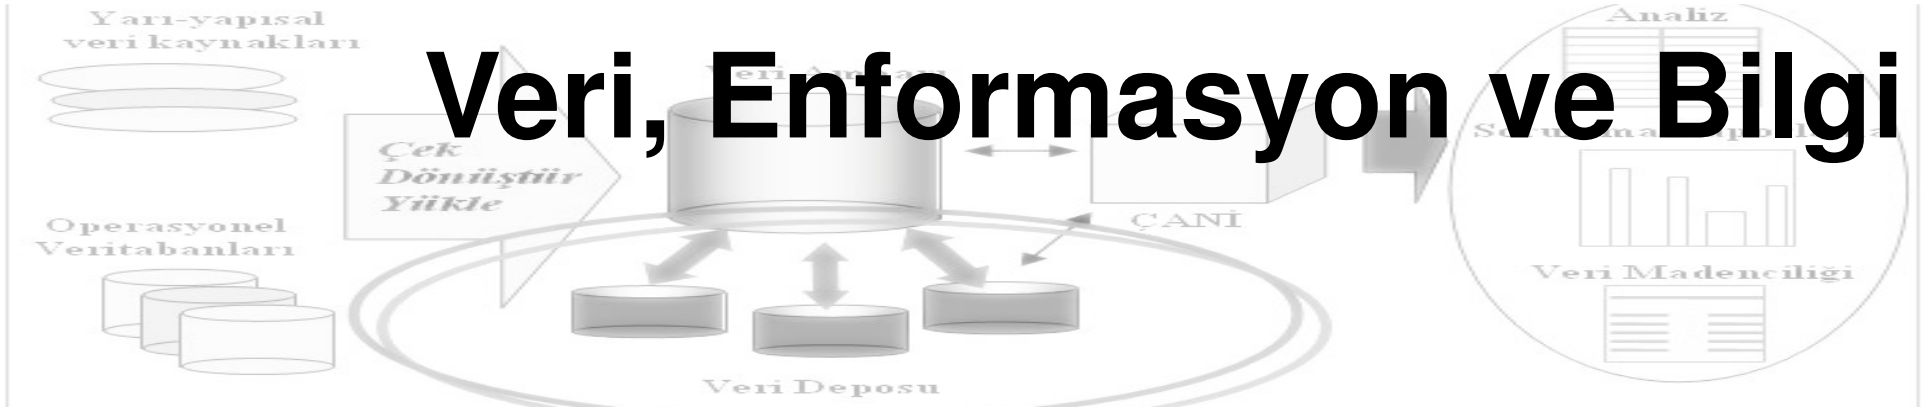 Yarı-yapısal
veri kaynakları
Analiz
Veri, Enformasyon ve Bilgi
Çek
Dönüştür
Yükle
Operasyonel
Veritabanları
ÇANİ
Veri Madenciliği
Veri Deposu